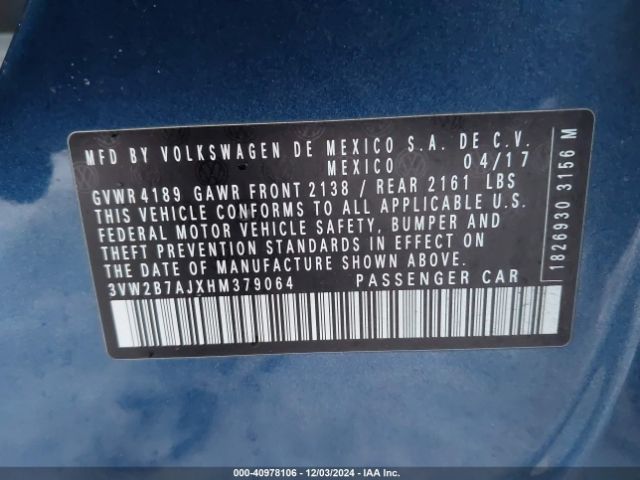 MFD BY VOLKSWAGEN DE MEXICO S.A. DE C.V.
MEXICO 04/17
GVWR 4189 GAWR FRONT 2138 / REAR 2161 LBS
THIS VEHICLE CONFORMS TO ALL APPLICABLE U.S.
FEDERAL MOTOR VEHICLE SAFETY, BUMPER AND
THEFT PREVENTION STANDARDS IN EFFECT ON
THE DATE OF MANUFACTURE SHOWN ABOVE.
3VW2B7AJXHM379064 PASSENGER CAR
1826930 3156 M
000-40978106 - 12/03/2024 - IAA Inc.